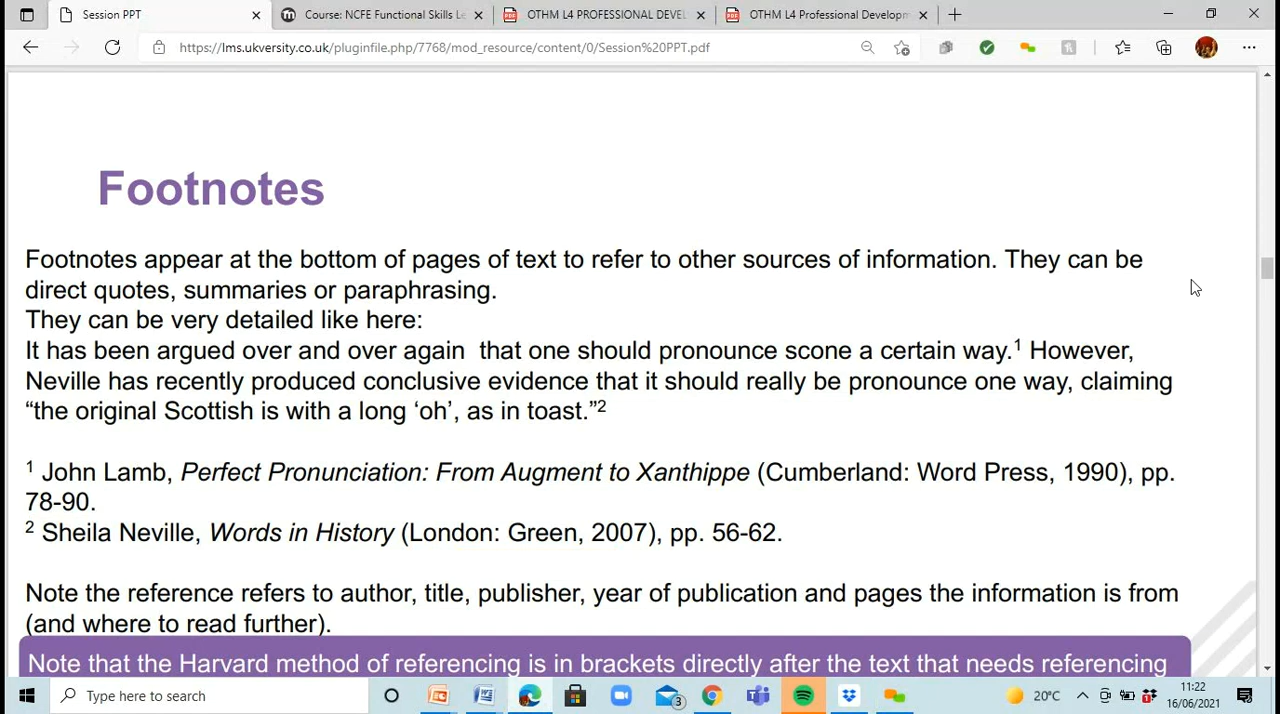 Session PPT
Course: NCFE Functional Skills Le
OTHM L4 PROFESSIONAL DEVEL
OTHM L4 Professional Developm
https://lms.ukversity.co.uk/pluginfile.php/7768/mod_resource/content/0/Session%20PPT.pdf
Footnotes
Footnotes appear at the bottom of pages of text to refer to other sources of information. They can be
direct quotes, summaries or paraphrasing.
They can be very detailed like here:
It has been argued over and over again that one should pronounce scone a certain way.¹ However,
Neville has recently produced conclusive evidence that it should really be pronounce one way, claiming
“the original Scottish is with a long ‘oh’, as in toast.”²
¹ John Lamb, Perfect Pronunciation: From Augment to Xanthippe (Cumberland: Word Press, 1990), pp.
78-90.
² Sheila Neville, Words in History (London: Green, 2007), pp. 56-62.
Note the reference refers to author, title, publisher, year of publication and pages the information is from
(and where to read further).
Note that the Harvard method of referencing is in brackets directly after the text that needs referencing
Type here to search
3
20°C
11:22
16/06/2021